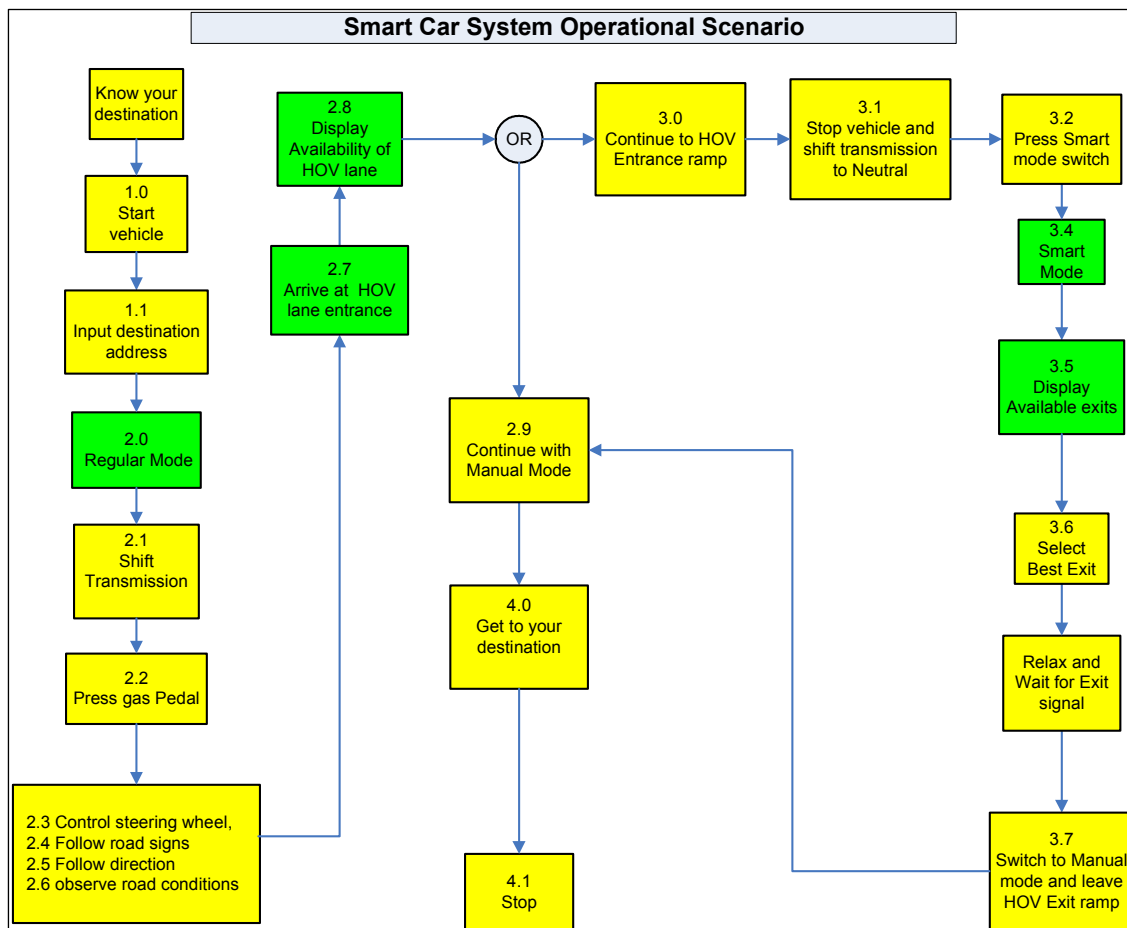 Smart Car System Operational Scenario
Know your
destination
1.0
Start
vehicle
1.1
Input destination
address
2.0
Regular Mode
2.1
Shift
Transmission
2.2
Press gas Pedal
2.3 Control steering wheel,
2.4 Follow road signs
2.5 Follow direction
2.6 observe road conditions
2.7
Arrive at HOV
lane entrance
2.8
Display
Availability of
HOV lane
OR
2.9
Continue with
Manual Mode
4.0
Get to your
destination
4.1
Stop
3.0
Continue to HOV
Entrance ramp
3.1
Stop vehicle and
shift transmission
to Neutral
3.2
Press Smart
mode switch
3.4
Smart
Mode
3.5
Display
Available exits
3.6
Select
Best Exit
Relax and
Wait for Exit
signal
3.7
Switch to Manual
mode and leave
HOV Exit ramp